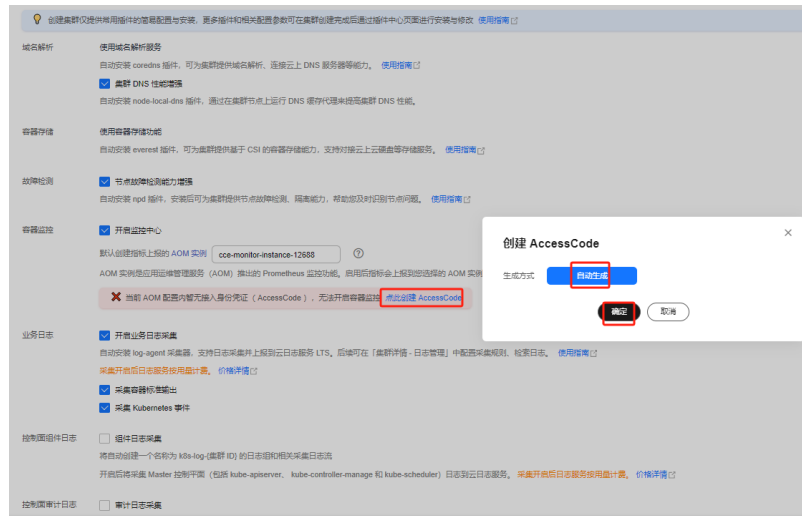 创建集群仅提供常用插件的简易配置与安装，更多插件和相关配置参数可在集群创建完成后通过插件中心页面进行安装与修改 使用指南
域名解析 使用域名解析服务
自动安装 coredns 插件，可为集群提供域名解析、连接云上 DNS 服务器等能力。 使用指南
集群 DNS 性能增强
自动安装 node-local-dns 插件，通过在集群节点上运行 DNS 缓存代理来提高集群 DNS 性能。
容器存储 使用容器存储功能
自动安装 everest 插件，可为集群提供基于 CSI 的容器存储能力，支持对接云上云硬盘等存储服务。 使用指南
故障检测 节点故障检测能力增强
自动安装 npd 插件，安装后可为集群提供节点故障检测、隔离能力，帮助您及时识别节点问题。 使用指南
容器监控 开启监控中心
默认创建指标上报的 AOM 实例 cce-monitor-instance-12688
AOM 实例是应用运维管理服务（AOM）推出的 Prometheus 监控功能。启用后指标会上报到您选择的 AOM 实例
当前 AOM 配置内暂无接入身份凭证（AccessCode），无法开启容器监控 点此创建 AccessCode
创建 AccessCode
生成方式 自动生成
确定 取消
业务日志 开启业务日志采集
自动安装 log-agent 采集器，支持日志采集并上报到云日志服务 LTS。后续可在「集群详情 - 日志管理」中配置采集规则、检索日志。 使用指南
采集开启后日志服务按用量计费。 价格详情
采集容器标准输出
采集 Kubernetes 事件
控制面组件日志 组件日志采集
将自动创建一个名称为 k8s-log-{集群 ID} 的日志组和相关采集日志流
开启后将采集 Master 控制平面（包括 kube-apiserver、 kube-controller-manage 和 kube-scheduler）日志到云日志服务。 采集开启后日志服务按用量计费。 价格详情
控制面审计日志 审计日志采集